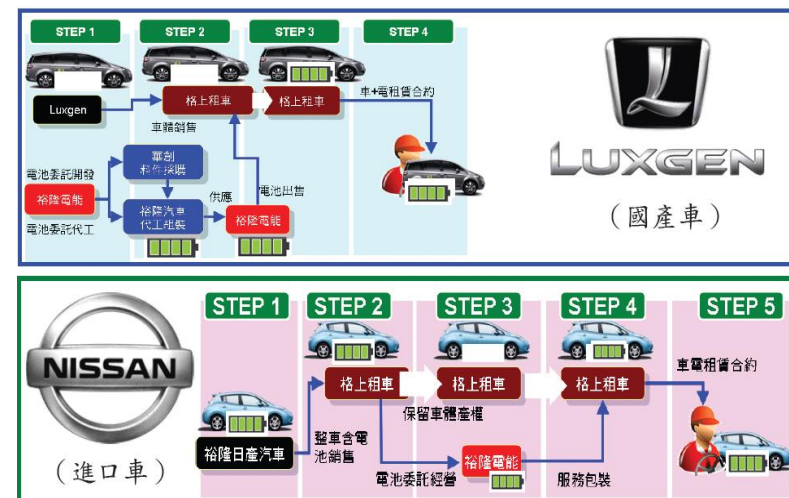 STEP 1
STEP 2
STEP 3
STEP 4
Luxgen
格上租車
格上租車
車+電租賃合約
車體銷售
電池委託開發
華創
料件採購
裕隆電能
供應
電池出售
裕隆汽車
代工組裝
裕隆電能
電池委託代工
LUXGEN
(國產車)
STEP 1
STEP 2
STEP 3
STEP 4
STEP 5
NISSAN
車電租賃合約
格上租車
格上租車
格上租車
保留車體產權
裕隆日產汽車
整車含電
池銷售
裕隆電能
電池委託經營
服務包裝
(進口車)